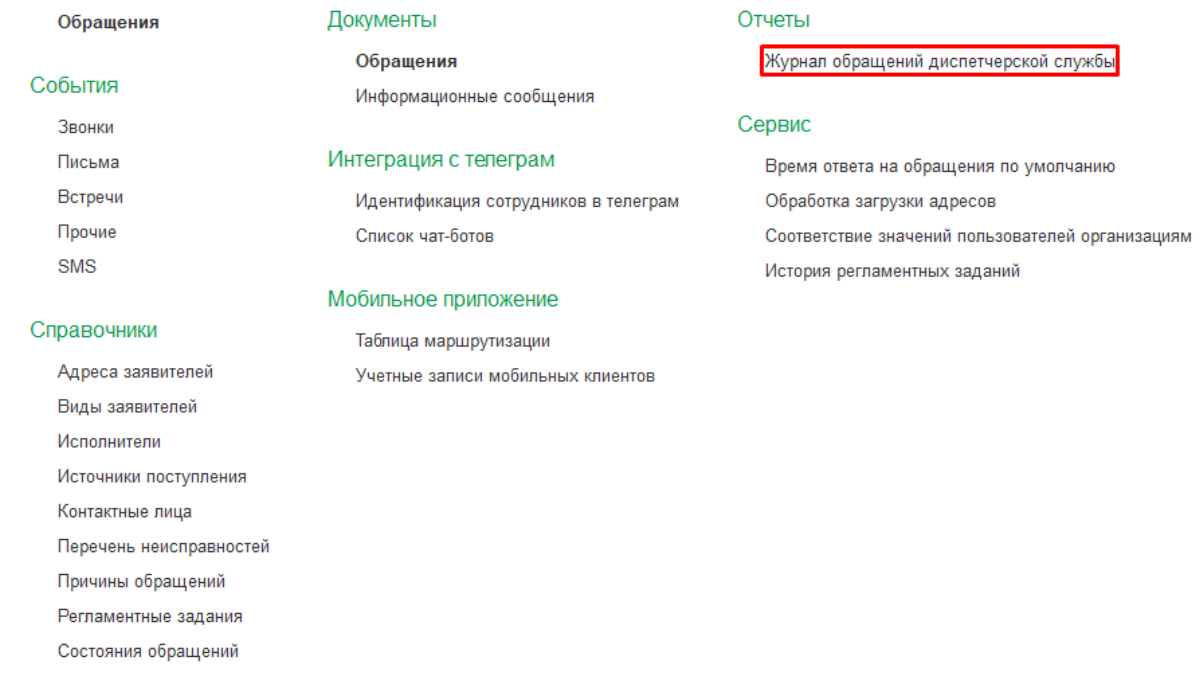 Обращения
События
Звонки
Письма
Встречи
Прочие
SMS
Справочники
Адреса заявителей
Виды заявителей
Исполнители
Источники поступления
Контактные лица
Перечень неисправностей
Причины обращений
Регламентные задания
Состояния обращений
Документы
Обращения
Информационные сообщения
Интеграция с телеграм
Идентификация сотрудников в телеграм
Список чат-ботов
Мобильное приложение
Таблица маршрутизации
Учетные записи мобильных клиентов
Отчеты
Журнал обращений диспетчерской службы
Сервис
Время ответа на обращения по умолчанию
Обработка загрузки адресов
Соответствие значений пользователей организациям
История регламентных заданий